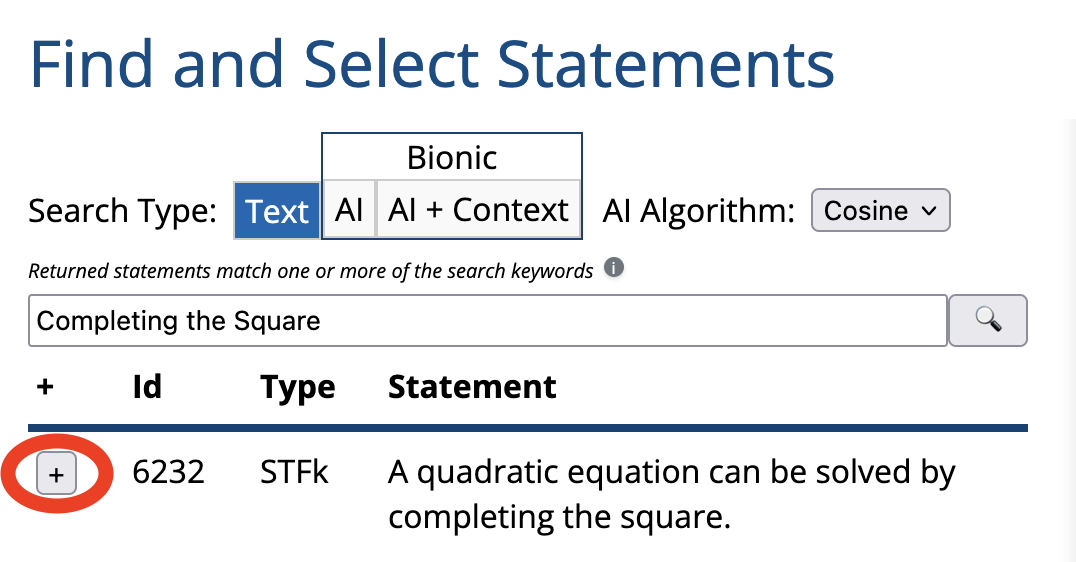 Find and Select Statements
Bionic
Search Type: Text AI AI + Context AI Algorithm: Cosine
Returned statements match one or more of the search keywords i
Completing the Square
+ Id Type Statement
+ 6232 STFk A quadratic equation can be solved by
completing the square.